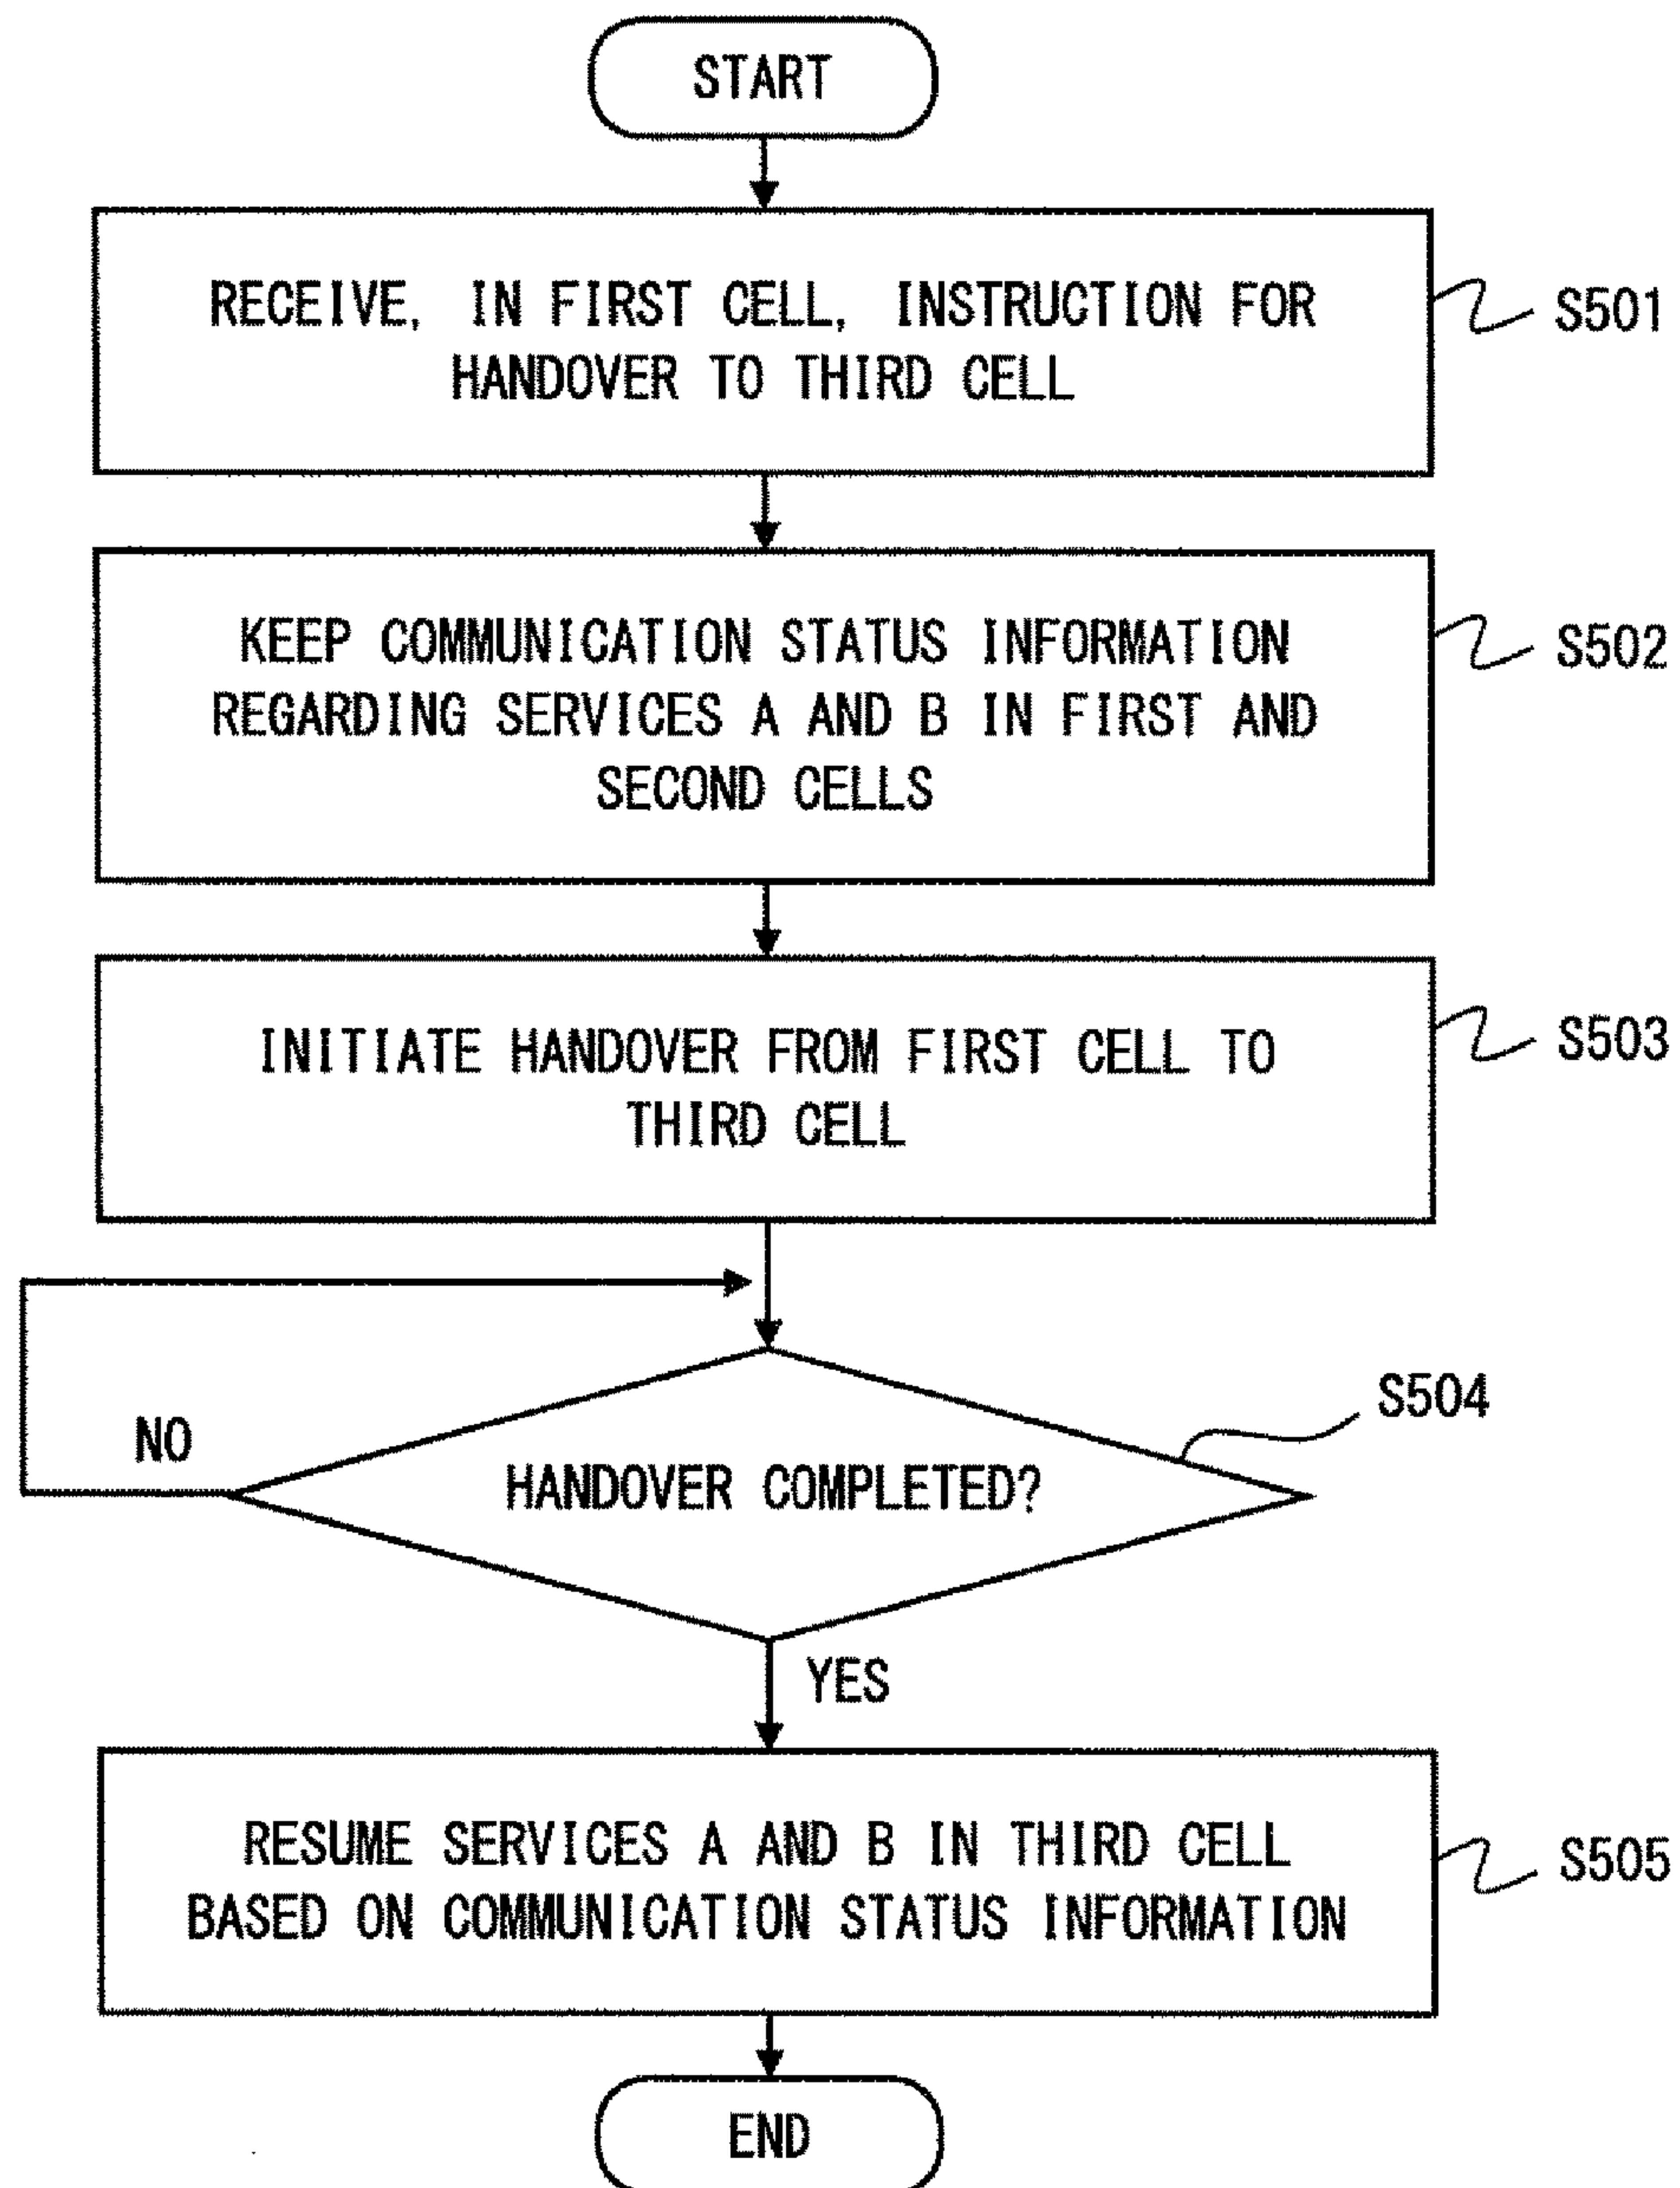 START
RECEIVE, IN FIRST CELL, INSTRUCTION FOR
HANDOVER TO THIRD CELL
S501
KEEP COMMUNICATION STATUS INFORMATION
REGARDING SERVICES A AND B IN FIRST AND
SECOND CELLS
S502
INITIATE HANDOVER FROM FIRST CELL TO
THIRD CELL
S503
S504
NO
HANDOVER COMPLETED?
YES
RESUME SERVICES A AND B IN THIRD CELL
BASED ON COMMUNICATION STATUS INFORMATION
S505
END